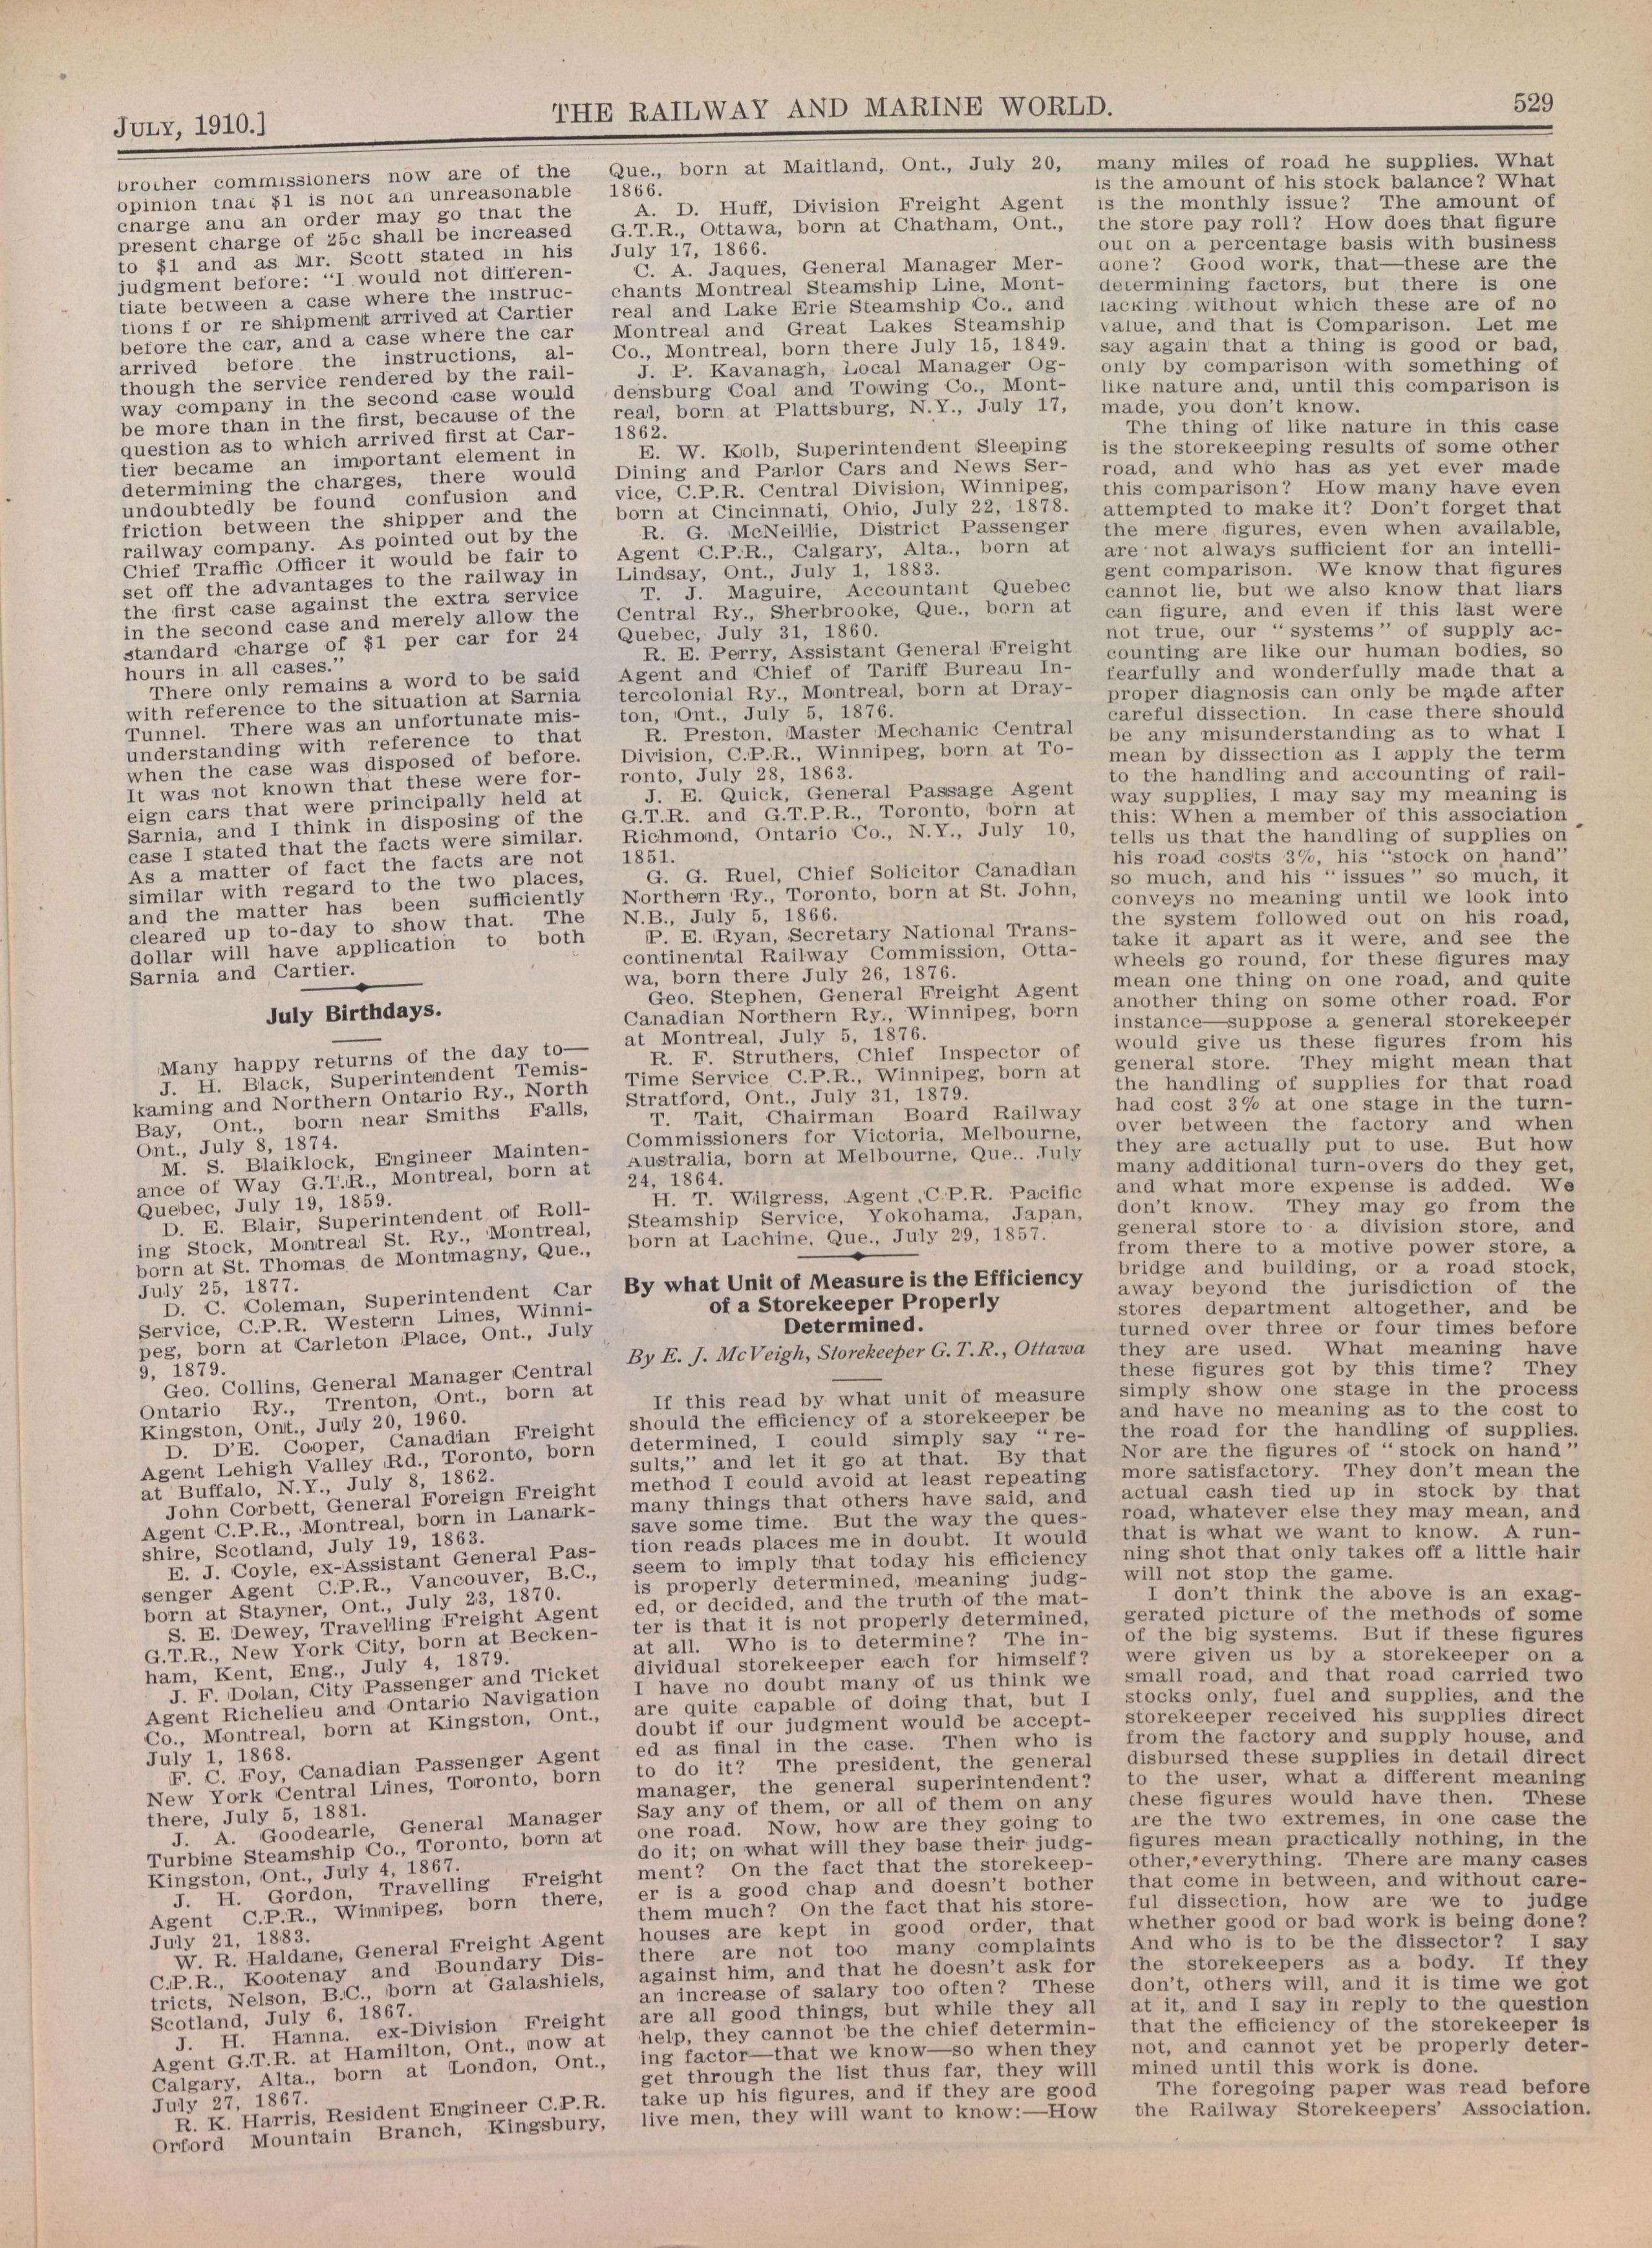 JULY, 1910.]
THE RAILWAY AND MARINE WORLD.
529
brother commissioners now are of the
opinion that $1 is not an unreasonable
charge and an order may go that the
present charge of 25c shall be increased
to $1 and as Mr. Scott stated in his
judgment before: "I would not differen-
tiate between a case where the instruc-
tions f or re shipment arrived at Cartier
before the car, and a case where the car
arrived before the instructions, al-
though the service rendered by the rail-
way company in the second case would
be more than in the first, because of the
question as to which arrived first at Car-
tier became an important element in
determining the charges, there would
undoubtedly be found confusion and
friction between the shipper and the
railway company. As pointed out by the
Chief Traffic Officer it would be fair to
set off the advantages to the railway in
the first case against the extra service
in the second case and merely allow the
standard charge of $1 per car for 24
hours in all cases."
There only remains a word to be said
with reference to the situation at Sarnia
Tunnel. There was an unfortunate mis-
understanding with reference to that
when the case was disposed of before.
It was not known that these were for-
eign cars that were principally held at
Sarnia, and I think in disposing of the
case I stated that the facts were similar.
As a matter of fact the facts are not
similar with regard to the two places,
and the matter has been sufficiently
cleared up to-day to show that. The
dollar will have application to both
Sarnia and Cartier.
July Birthdays.
Many happy returns of the day to—
J. H. Black, Superintendent Temis-
kaming and Northern Ontario Ry., North
Bay, Ont., born near Smiths Falls,
Ont., July 8, 1874.
M. S. Blaiklock, Engineer Mainten-
ance of Way G.T.R., Montreal, born at
Quebec, July 19, 1859.
D. E. Blair, Superintendent of Roll-
ing Stock, Montreal St. Ry., Montreal,
born at St. Thomas de Montmagny, Que.,
July 25, 1877.
D. C. Coleman, Superintendent Car
Service, C.P.R. Western Lines, Winni-
peg, born at Carleton Place, Ont., July
9, 1879.
Geo. Collins, General Manager Central
Ontario Ry., Trenton, Ont., born at
Kingston, Ont., July 20, 1960.
D. D'E. Cooper, Canadian Freight
Agent Lehigh Valley Rd., Toronto, born
at Buffalo, N.Y., July 8, 1862.
John Corbett, General Foreign Freight
Agent C.P.R., Montreal, born in Lanark-
shire, Scotland, July 19, 1863.
E. J. Coyle, ex-Assistant General Pas-
senger Agent C.P.R., Vancouver, B.C.,
born at Stayner, Ont., July 23, 1870.
S. E. Dewey, Travelling Freight Agent
G.T.R., New York City, born at Becken-
ham, Kent, Eng., July 4, 1879.
J. F. Dolan, City Passenger and Ticket
Agent Richelieu and Ontario Navigation
Co., Montreal, born at Kingston, Ont.,
July 1, 1868.
F. C. Foy, Canadian Passenger Agent
New York Central Lines, Toronto, born
there, July 5, 1881.
J. A. Goodearle, General Manager
Turbine Steamship Co., Toronto, born at
Kingston, Ont., July 4, 1867.
J. H. Gordon, Travelling Freight
Agent C.P.R., Winnipeg, born there,
July 21, 1883.
W. R. Haldane, General Freight Agent
C.P.R., Kootenay and Boundary Dis-
tricts, Nelson, B.C., born at Galashiels,
Scotland, July 6, 1867.
J. H. Hanna, ex-Division Freight
Agent G.T.R. at Hamilton, Ont., now at
Calgary, Alta., born at London, Ont.,
July 27, 1867.
R. K. Harris, Resident Engineer C.P.R.
Orford Mountain Branch, Kingsbury,
Que., born at Maitland, Ont., July 20,
1866.
A. D. Huff, Division Freight Agent
G.T.R., Ottawa, born at Chatham, Ont.,
July 17, 1866.
C. A. Jaques, General Manager Mer-
chants Montreal Steamship Line, Mont-
real and Lake Erie Steamship Co., and
Montreal and Great Lakes Steamship
Co., Montreal, born there July 15, 1849.
J. P. Kavanagh, Local Manager Og-
densburg Coal and Towing Co., Mont-
real, born at Plattsburg, N.Y., July 17,
1862.
E. W. Kolb, Superintendent Sleeping
Dining and Parlor Cars and News Ser-
vice, C.P.R. Central Division, Winnipeg,
born at Cincinnati, Ohio, July 22, 1878.
R. G. McNeillie, District Passenger
Agent C.P.R., Calgary, Alta., born at
Lindsay, Ont., July 1, 1883.
T. J. Maguire, Accountant Quebec
Central Ry., Sherbrooke, Que., born at
Quebec, July 31, 1860.
R. E. Perry, Assistant General Freight
Agent and Chief of Tariff Bureau In-
tercolonial Ry., Montreal, born at Dray-
ton, Ont., July 5, 1876.
R. Preston, Master Mechanic Central
Division, C.P.R., Winnipeg, born at To-
ronto, July 28, 1863.
J. E. Quick, General Passage Agent
G.T.R. and G.T.P.R., Toronto, born at
Richmond, Ontario Co., N.Y., July 10,
1851.
G. G. Ruel, Chief Solicitor Canadian
Northern Ry., Toronto, born at St. John,
N.B., July 5, 1866.
P. E. Ryan, Secretary National Trans-
continental Railway Commission, Otta-
wa, born there July 26, 1876.
Geo. Stephen, General Freight Agent
Canadian Northern Ry., Winnipeg, born
at Montreal, July 5, 1876.
R. F. Struthers, Chief Inspector of
Time Service C.P.R., Winnipeg, born at
Stratford, Ont., July 31, 1879.
T. Tait, Chairman Board Railway
Commissioners for Victoria, Melbourne,
Australia, born at Melbourne, Que.. July
24, 1864.
H. T. Wilgress, Agent C.P.R. Pacific
Steamship Service, Yokohama, Japan,
born at Lachine, Que., July 29, 1857.
By what Unit of Measure is the Efficiency
of a Storekeeper Properly
Determined.
By E. J. McVeigh, Storekeeper G.T.R., Ottawa
If this read by what unit of measure
should the efficiency of a storekeeper be
determined, I could simply say "re-
sults," and let it go at that. By that
method I could avoid at least repeating
many things that others have said, and
save some time. But the way the ques-
tion reads places me in doubt. It would
seem to imply that today his efficiency
is properly determined, meaning judg-
ed, or decided, and the truth of the mat-
ter is that it is not properly determined,
at all. Who is to determine? The in-
dividual storekeeper each for himself?
I have no doubt many of us think we
are quite capable of doing that, but I
doubt if our judgment would be accept-
ed as final in the case. Then who is
to do it? The president, the general
manager, the general superintendent?
Say any of them, or all of them on any
one road. Now, how are they going to
do it; on what will they base their judg-
ment? On the fact that the storekeep-
er is a good chap and doesn't bother
them much? On the fact that his store-
houses are kept in good order, that
there are not too many complaints
against him, and that he doesn't ask for
an increase of salary too often? These
are all good things, but while they all
help, they cannot be the chief determin-
ing factor—that we know—so when they
get through the list thus far, they will
take up his figures, and if they are good
live men, they will want to know:—How
many miles of road he supplies. What
is the amount of his stock balance? What
is the monthly issue? The amount of
the store pay roll? How does that figure
out on a percentage basis with business
done? Good work, that—these are the
determining factors, but there is one
lacking without which these are of no
value, and that is Comparison. Let me
say again that a thing is good or bad,
only by comparison with something of
like nature and, until this comparison is
made, you don't know.
The thing of like nature in this case
is the storekeeping results of some other
road, and who has as yet ever made
this comparison? How many have even
attempted to make it? Don't forget that
the mere figures, even when available,
are not always sufficient for an intelli-
gent comparison. We know that figures
cannot lie, but we also know that liars
can figure, and even if this last were
not true, our "systems" of supply ac-
counting are like our human bodies, so
fearfully and wonderfully made that a
proper diagnosis can only be made after
careful dissection. In case there should
be any misunderstanding as to what I
mean by dissection as I apply the term
to the handling and accounting of rail-
way supplies, I may say my meaning is
this: When a member of this association
tells us that the handling of supplies on
his road costs 3%, his "stock on hand"
so much, and his "issues" so much, it
conveys no meaning until we look into
the system followed out on his road,
take it apart as it were, and see the
wheels go round, for these figures may
mean one thing on one road, and quite
another thing on some other road. For
instance—suppose a general storekeeper
would give us these figures from his
general store. They might mean that
the handling of supplies for that road
had cost 3% at one stage in the turn-
over between the factory and when
they are actually put to use. But how
many additional turn-overs do they get,
and what more expense is added. We
don't know. They may go from the
general store to a division store, and
from there to a motive power store, a
bridge and building, or a road stock,
away beyond the jurisdiction of the
stores department altogether, and be
turned over three or four times before
they are used. What meaning have
these figures got by this time? They
simply show one stage in the process
and have no meaning as to the cost to
the road for the handling of supplies.
Nor are the figures of "stock on hand"
more satisfactory. They don't mean the
actual cash tied up in stock by that
road, whatever else they may mean, and
that is what we want to know. A run-
ning shot that only takes off a little hair
will not stop the game.
I don't think the above is an exag-
gerated picture of the methods of some
of the big systems. But if these figures
were given us by a storekeeper on a
small road, and that road carried two
stocks only, fuel and supplies, and the
storekeeper received his supplies direct
from the factory and supply house, and
disbursed these supplies in detail direct
to the user, what a different meaning
these figures would have then. These
are the two extremes, in one case the
figures mean practically nothing, in the
other, everything. There are many cases
that come in between, and without care-
ful dissection, how are we to judge
whether good or bad work is being done?
And who is to be the dissector? I say
the storekeepers as a body. If they
don't, others will, and it is time we got
at it, and I say in reply to the question
that the efficiency of the storekeeper is
not, and cannot yet be properly deter-
mined until this work is done.
The foregoing paper was read before
the Railway Storekeepers' Association.